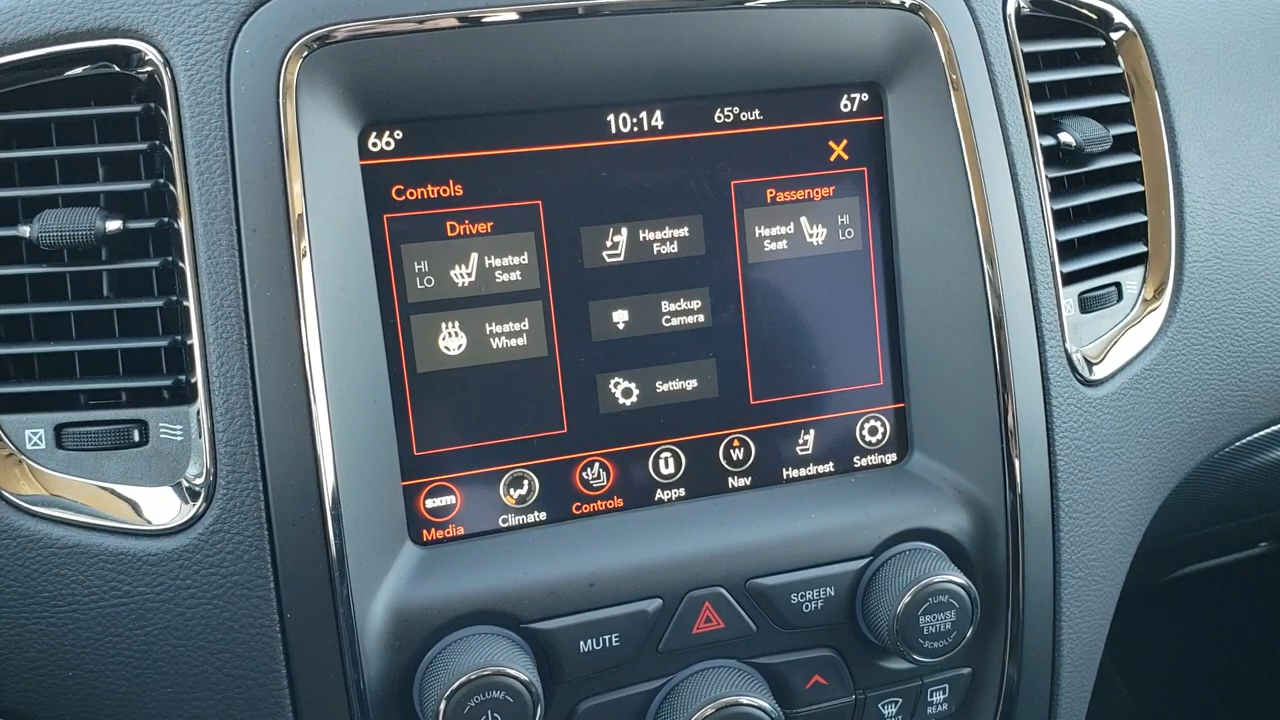 66°
10:14
65°out.
67°
Controls
Driver
HI
LO
Heated
Seat
Heated
Wheel
Headrest
Fold
Backup
Camera
Settings
Passenger
Heated
Seat
HI
LO
sxm
Media
Climate
Controls
Apps
W
Nav
Headrest
Settings
MUTE
SCREEN
OFF
TUNE
BROWSE
ENTER
SCROLL
VOLUME
REAR